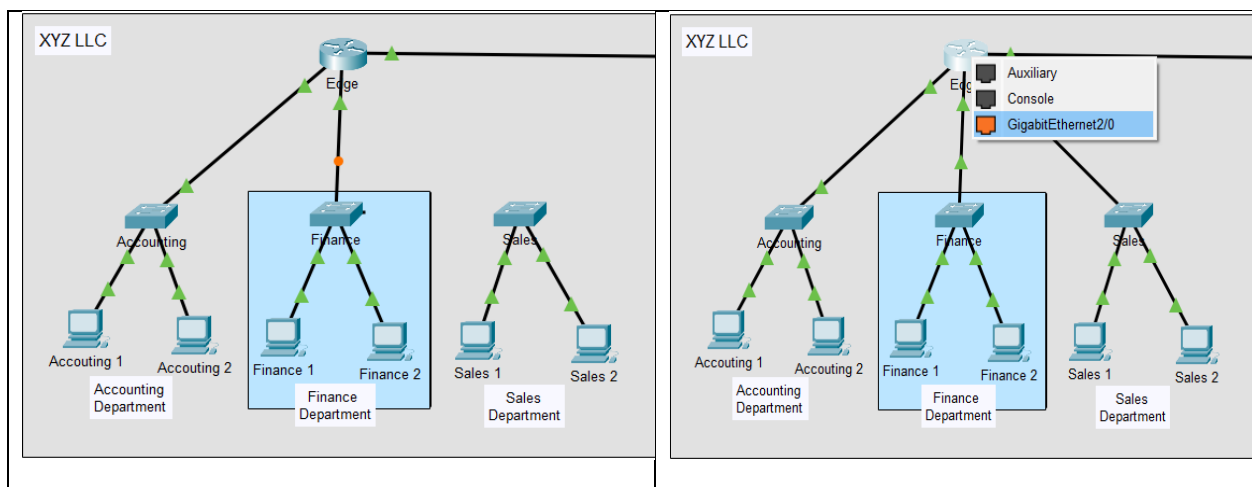 XYZ LLC
Edge
Accounting
Finance
Sales
Accouting 1
Accouting 2
Finance 1
Finance 2
Sales 1
Sales 2
Accounting
Department
Finance
Department
Sales
Department
XYZ LLC
Edg
Auxiliary
Console
GigabitEthernet2/0
Accounting
Finance
Sales
Accouting 1
Accouting 2
Finance 1
Finance 2
Sales 1
Sales 2
Accounting
Department
Finance
Department
Sales
Department